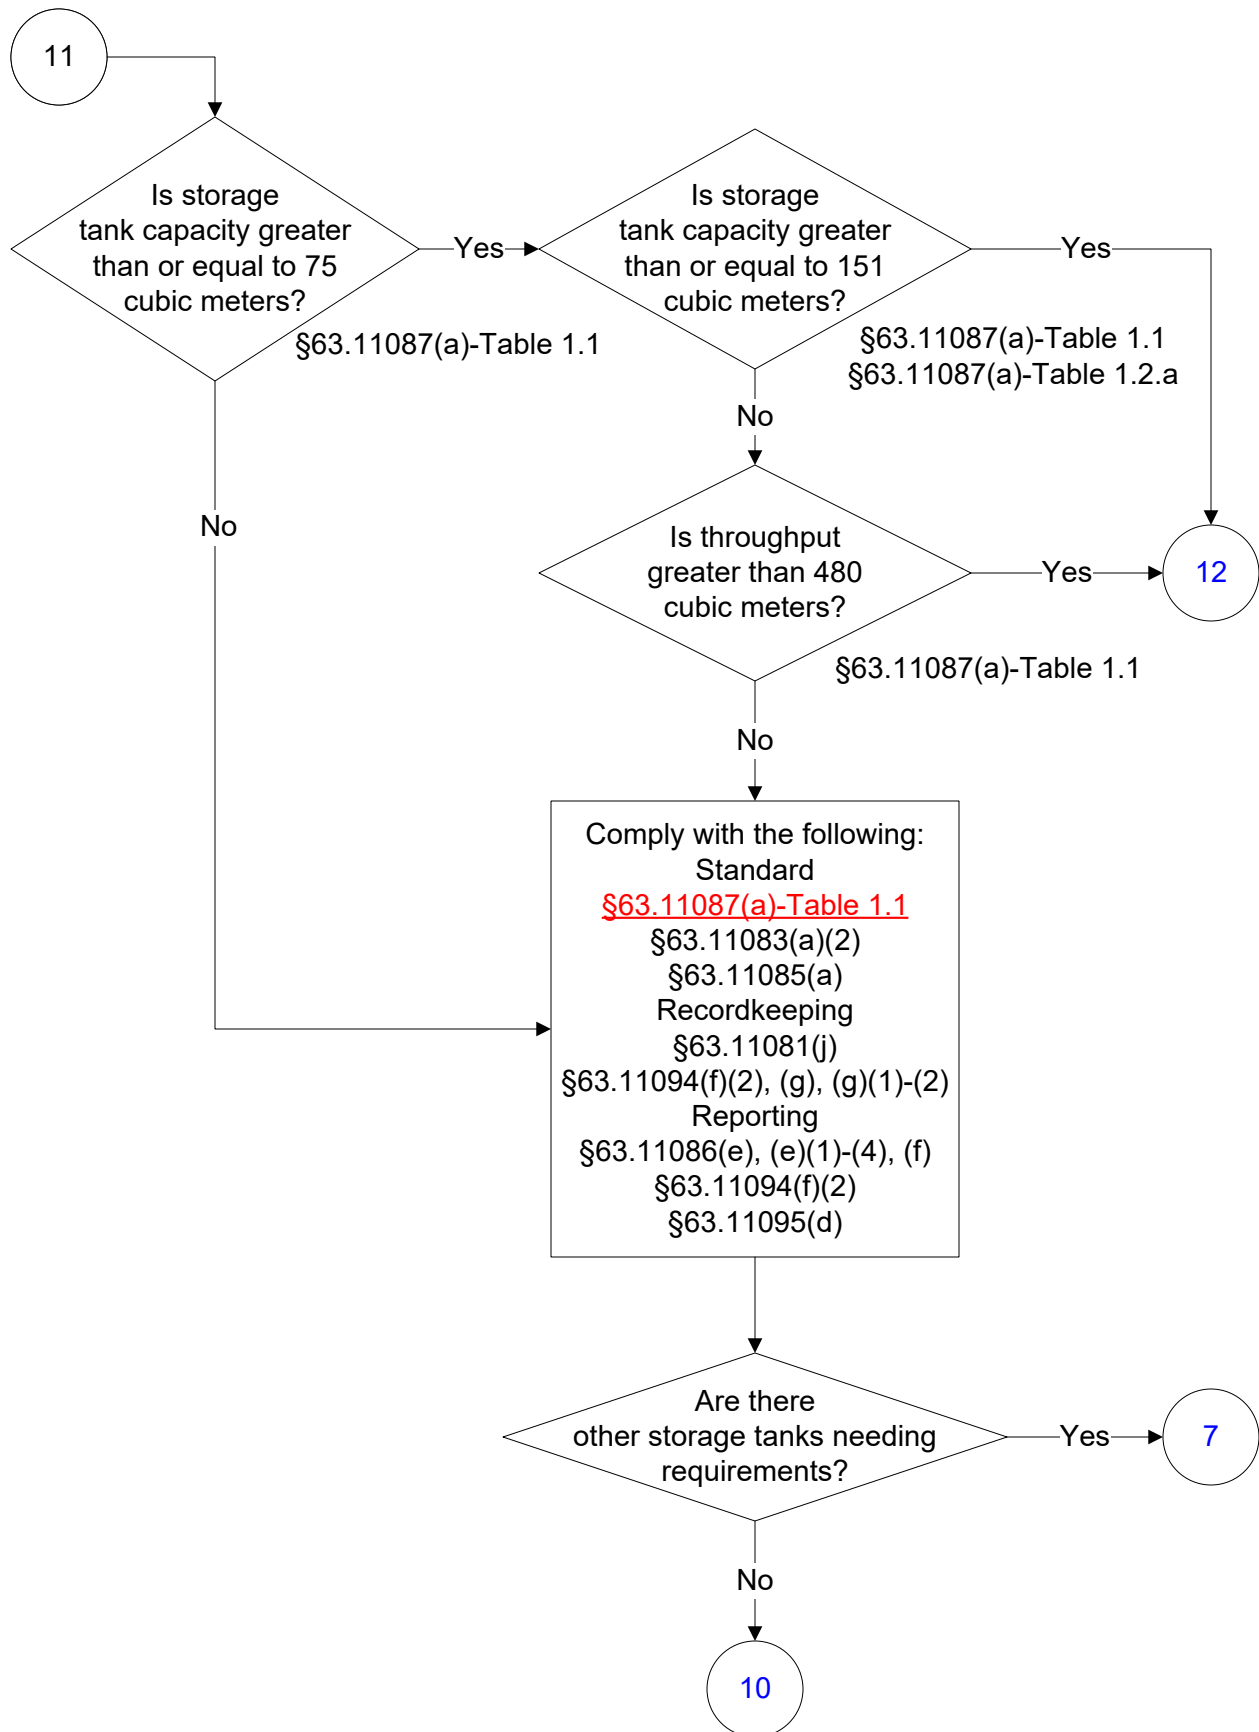 11
Is storage
tank capacity greater
than or equal to 75
cubic meters?
§63.11087(a)-Table 1.1
Yes
Is storage
tank capacity greater
than or equal to 151
cubic meters?
Yes
§63.11087(a)-Table 1.1
§63.11087(a)-Table 1.2.a
No
No
Is throughput
greater than 480
cubic meters?
Yes
12
§63.11087(a)-Table 1.1
No
Comply with the following:
Standard
§63.11087(a)-Table 1.1
§63.11083(a)(2)
§63.11085(a)
Recordkeeping
§63.11081(j)
§63.11094(f)(2), (g), (g)(1)-(2)
Reporting
§63.11086(e), (e)(1)-(4), (f)
§63.11094(f)(2)
§63.11095(d)
Are there
other storage tanks needing
requirements?
Yes
7
No
10